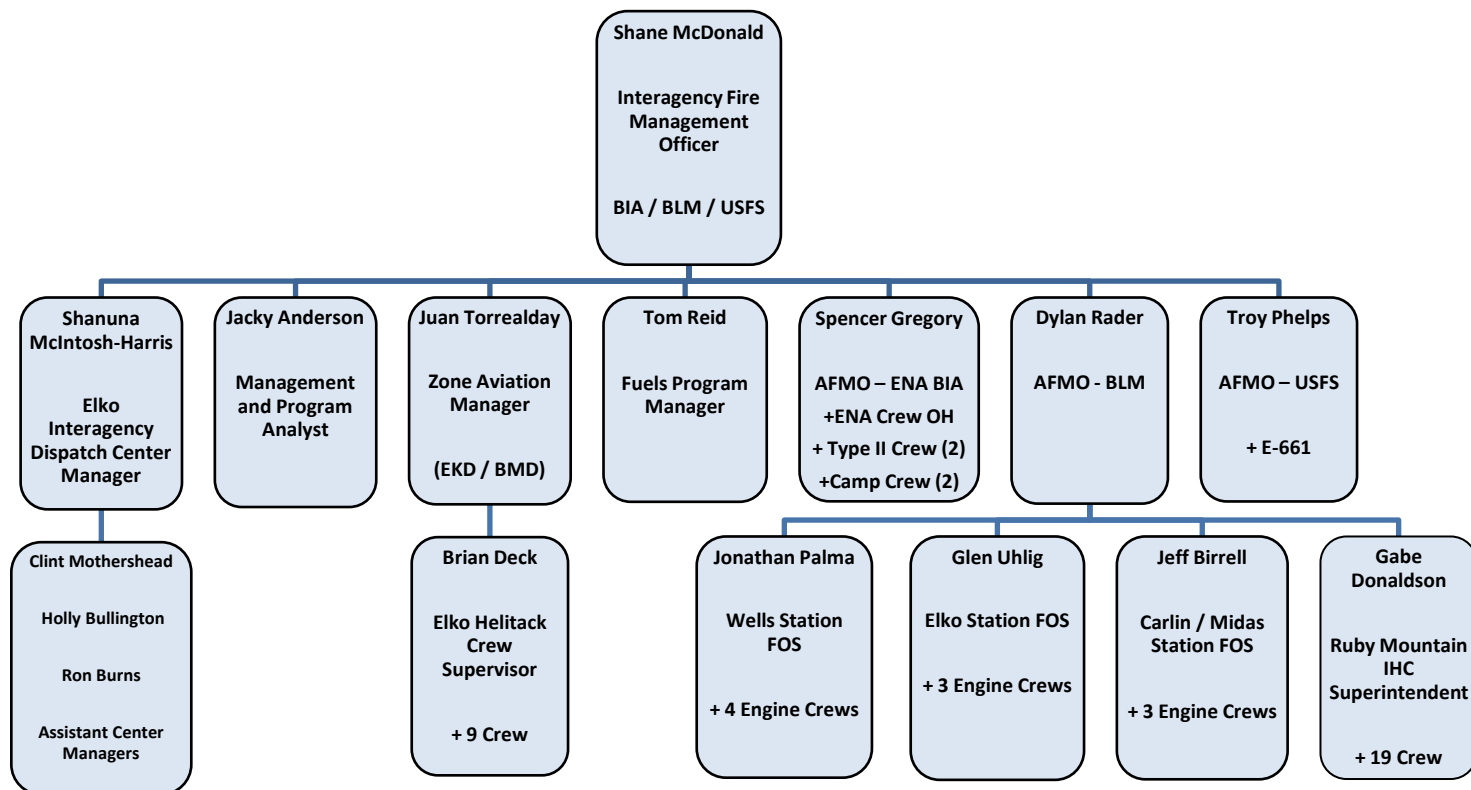 Shane McDonald
Interagency Fire
Management
Officer
BIA / BLM / USFS
Shanuna
McIntosh-Harris
Elko
Interagency
Dispatch Center
Manager
Jacky Anderson
Management
and Program
Analyst
Juan Torrealday
Zone Aviation
Manager
(EKD / BMD)
Tom Reid
Fuels Program
Manager
Spencer Gregory
AFMO – ENA BIA
+ENA Crew OH
+ Type II Crew (2)
+Camp Crew (2)
Dylan Rader
AFMO - BLM
Troy Phelps
AFMO – USFS
+ E-661
Clint Mothershead
Holly Bullington
Ron Burns
Assistant Center
Managers
Brian Deck
Elko Helitack
Crew
Supervisor
+ 9 Crew
Jonathan Palma
Wells Station
FOS
+ 4 Engine Crews
Glen Uhlig
Elko Station FOS
+ 3 Engine Crews
Jeff Birrell
Carlin / Midas
Station FOS
+ 3 Engine Crews
Gabe
Donaldson
Ruby Mountain
IHC
Superintendent
+ 19 Crew